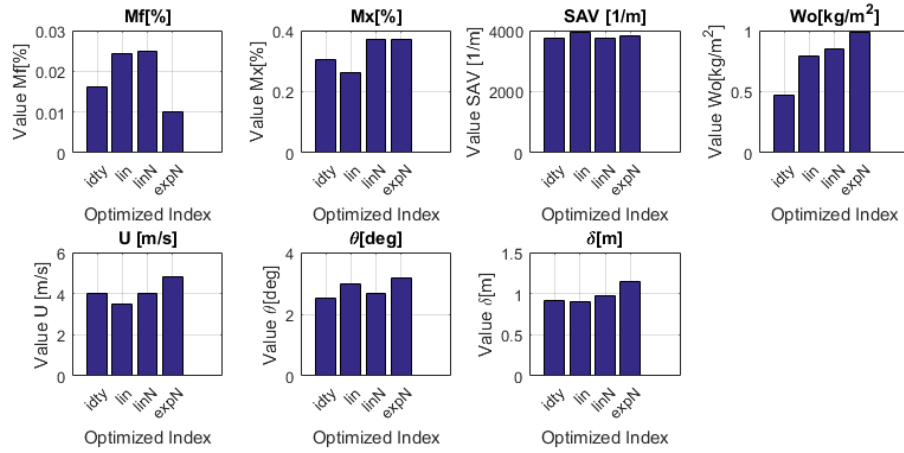 Mf[%]
Value Mf[%]
0.03
0.02
0.01
0
idty
lin
linN
expN
Optimized Index
Mx[%]
Value Mx[%]
0.4
0.2
0
idty
lin
linN
expN
Optimized Index
SAV [1/m]
Value SAV [1/m]
4000
2000
0
idty
lin
linN
expN
Optimized Index
Wo[kg/m²]
Value Wo[kg/m²]
1
0.5
0
idty
lin
linN
expN
Optimized Index
U [m/s]
Value U [m/s]
6
4
2
0
idty
lin
linN
expN
Optimized Index
θ[deg]
Value θ[deg]
4
2
0
idty
lin
linN
expN
Optimized Index
δ[m]
Value δ[m]
1.5
1
0.5
0
idty
lin
linN
expN
Optimized Index